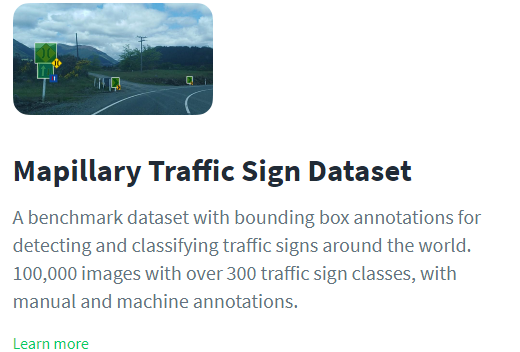 Mapillary Traffic Sign Dataset
A benchmark dataset with bounding box annotations for
detecting and classifying traffic signs around the world.
100,000 images with over 300 traffic sign classes, with
manual and machine annotations.
Learn more